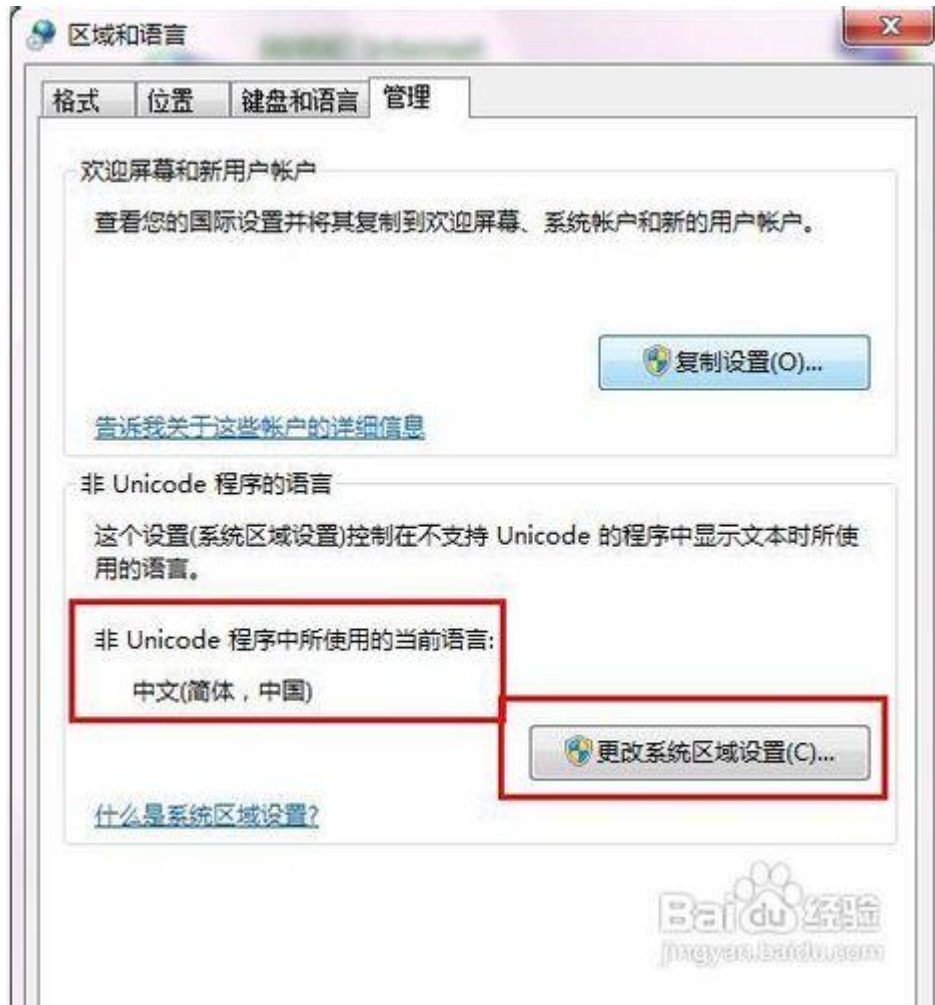 区域和语言
格式 位置 键盘和语言 管理
欢迎屏幕和新用户帐户
查看您的国际设置并将其复制到欢迎屏幕、系统帐户和新的用户帐户。
复制设置(O)...
告诉我关于这些帐户的详细信息
非 Unicode 程序的语言
这个设置(系统区域设置)控制在不支持 Unicode 的程序中显示文本时所使
用的语言。
非 Unicode 程序中所使用的当前语言:
中文(简体，中国)
更改系统区域设置(C)...
什么是系统区域设置?
Baidu 经验
jingyan.baidu.com